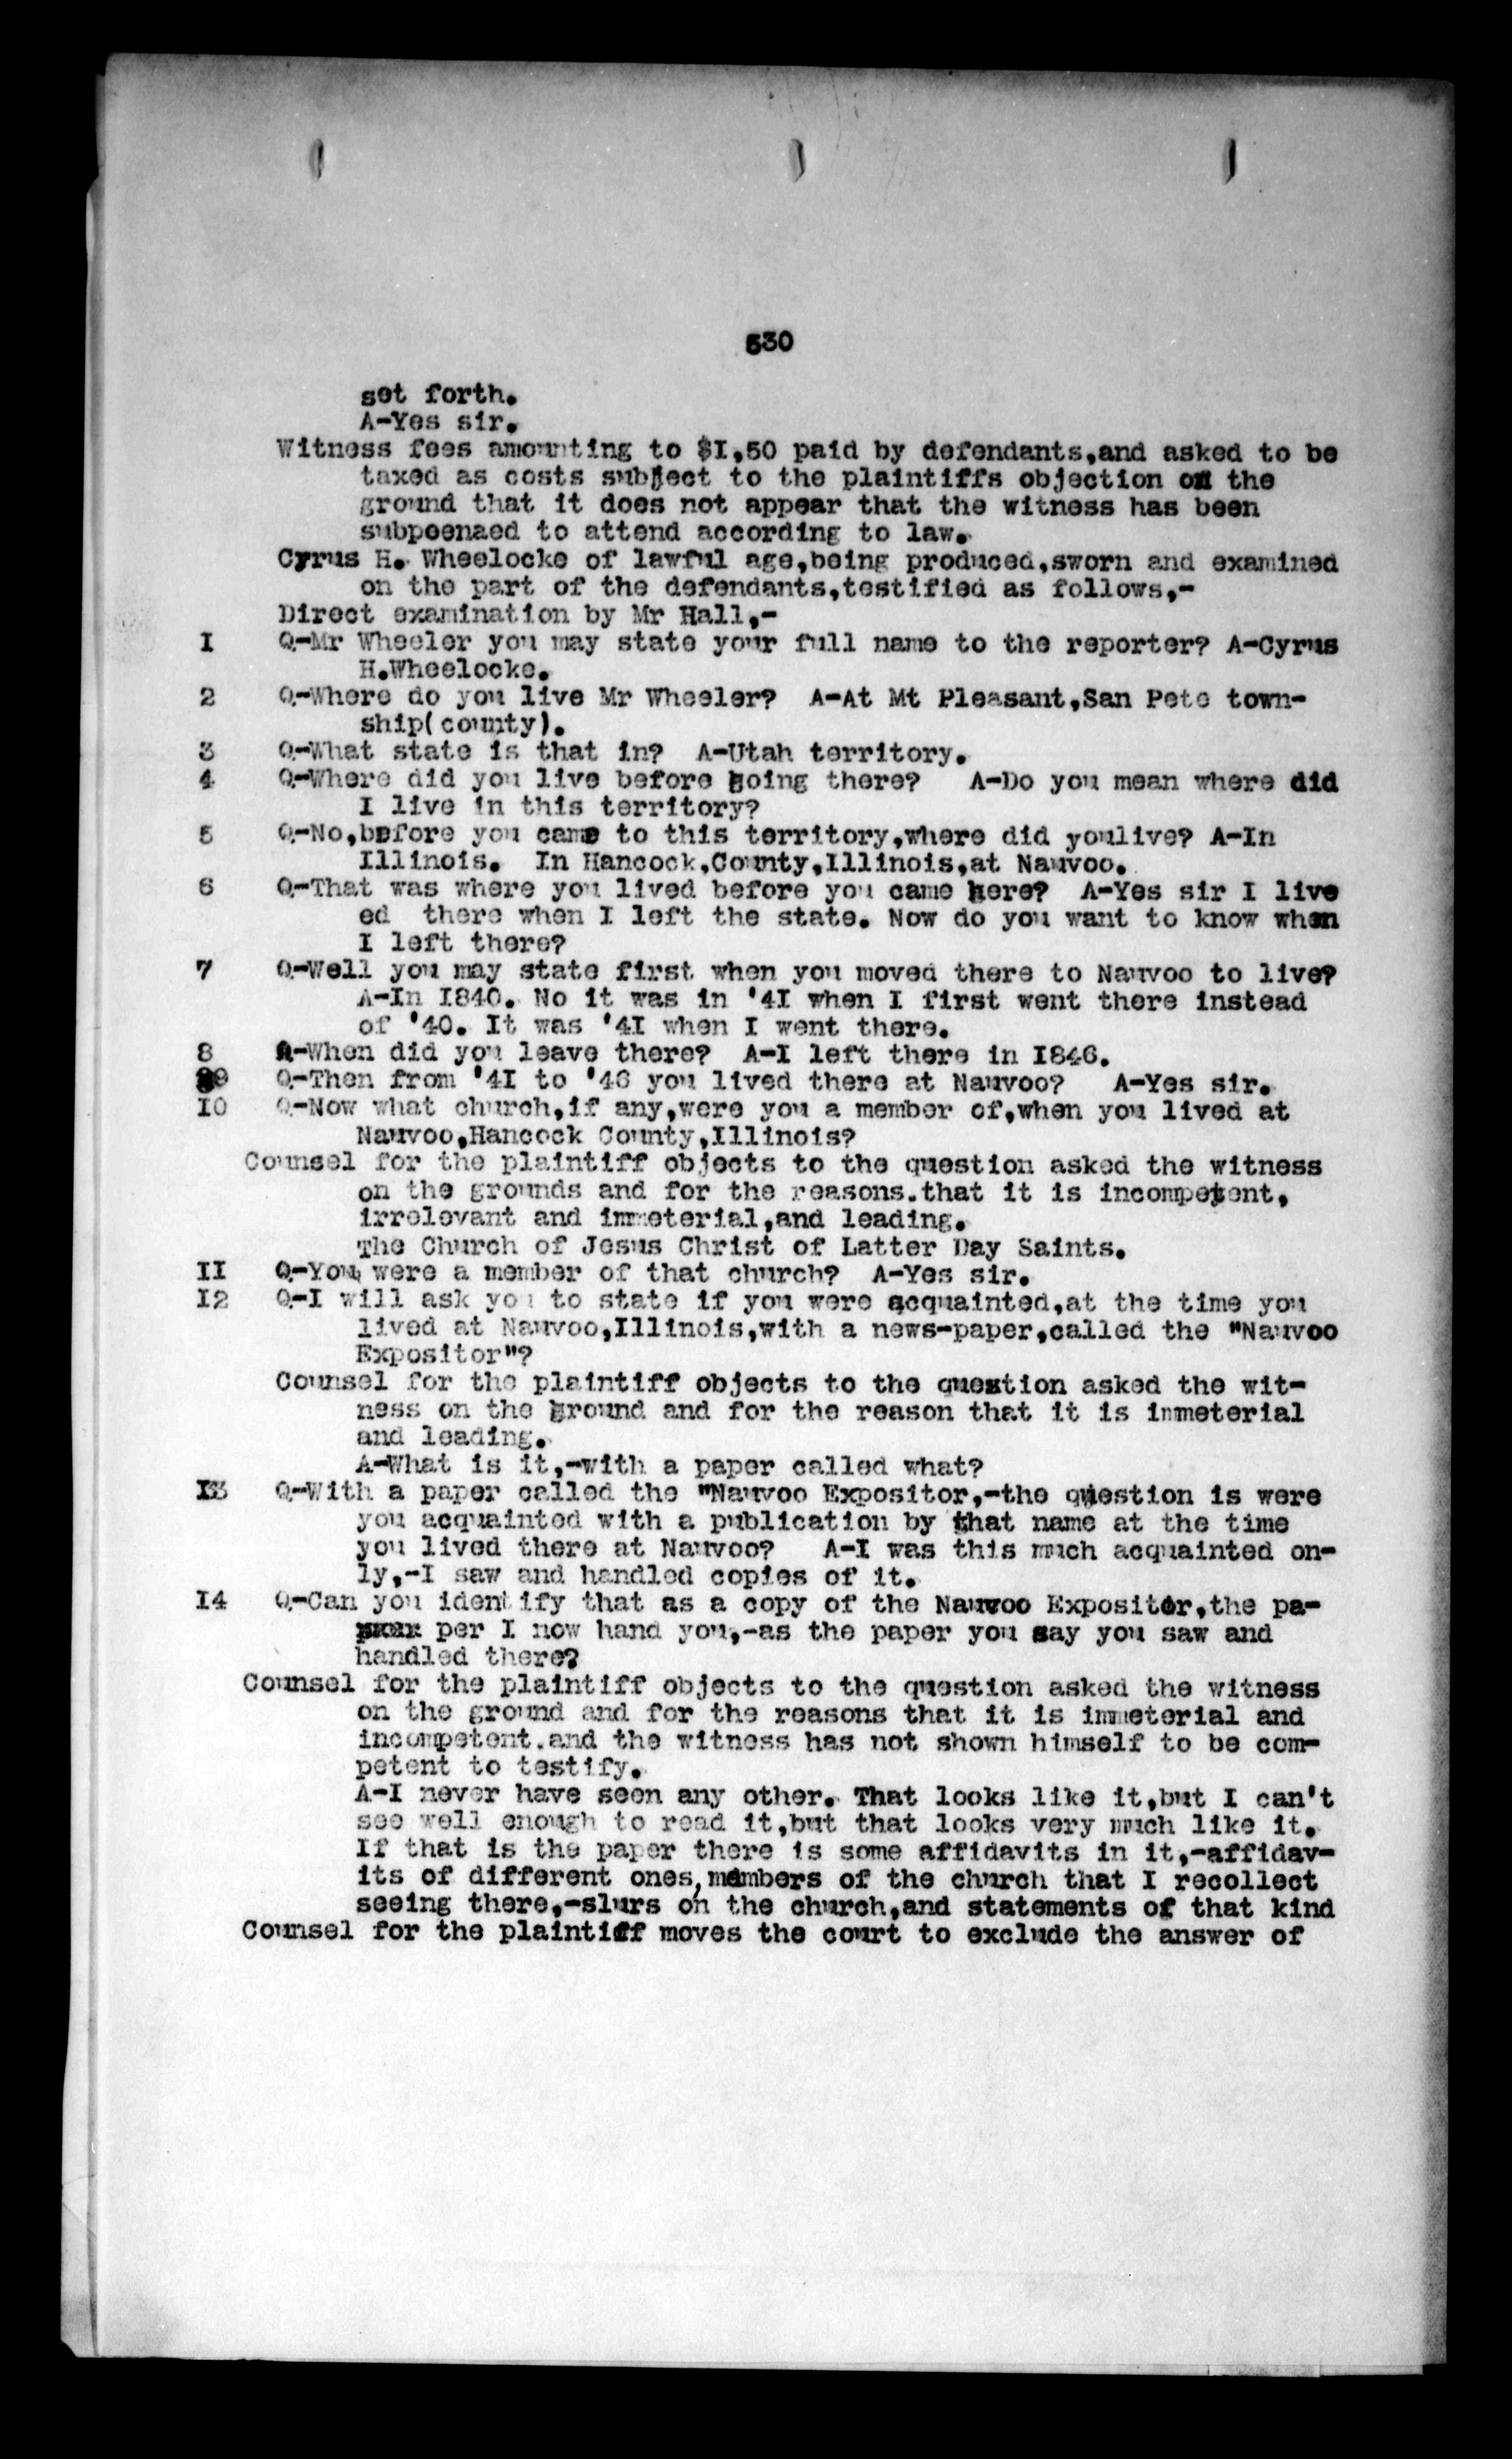 530
set forth.
A-Yes sir.
Witness fees amounting to $I,50 paid by defendants,and asked to be
taxed as costs subject to the plaintiffs objection on the
ground that it does not appear that the witness has been
subpoenaed to attend according to law.
Cyrus H. Wheelocke of lawful age,being produced,sworn and examined
on the part of the defendants,testified as follows,-
Direct examination by Mr Hall,-
I Q-Mr Wheeler you may state your full name to the reporter? A-Cyrus
H.Wheelocke.
2 Q-Where do you live Mr Wheeler? A-At Mt Pleasant,San Pete town-
ship(county).
3 Q-What state is that in? A-Utah territory.
4 Q-Where did you live before going there? A-Do you mean where did
I live in this territory?
5 Q-No,before you came to this territory,where did youlive? A-In
Illinois. In Hancock,County,Illinois,at Nauvoo.
6 Q-That was where you lived before you came here? A-Yes sir I live
ed there when I left the state. Now do you want to know when
I left there?
7 Q-Well you may state first when you moved there to Nauvoo to live?
A-In I840. No it was in '4I when I first went there instead
of '40. It was '4I when I went there.
8 Q-When did you leave there? A-I left there in I846.
9 Q-Then from '4I to '46 you lived there at Nauvoo? A-Yes sir.
I0 Q-Now what church,if any,were you a member of,when you lived at
Nauvoo,Hancock County,Illinois?
Counsel for the plaintiff objects to the question asked the witness
on the grounds and for the reasons.that it is incompetent,
irrelevant and immeterial,and leading.
The Church of Jesus Christ of Latter Day Saints.
II Q-You were a member of that church? A-Yes sir.
I2 Q-I will ask you to state if you were acquainted,at the time you
lived at Nauvoo,Illinois,with a news-paper,called the "Nauvoo
Expositor"?
Counsel for the plaintiff objects to the question asked the wit-
ness on the ground and for the reason that it is immeterial
and leading.
A-What is it,-with a paper called what?
I3 Q-With a paper called the "Nauvoo Expositor,-the question is were
you acquainted with a publication by that name at the time
you lived there at Nauvoo? A-I was this much acquainted on-
ly,-I saw and handled copies of it.
I4 Q-Can you identify that as a copy of the Nauvoo Expositor,the pa-
per I now hand you,-as the paper you say you saw and
handled there?
Counsel for the plaintiff objects to the question asked the witness
on the ground and for the reasons that it is immeterial and
incompetent.and the witness has not shown himself to be com-
petent to testify.
A-I never have seen any other. That looks like it,but I can't
see well enough to read it,but that looks very much like it.
If that is the paper there is some affidavits in it,-affidav-
its of different ones,members of the church that I recollect
seeing there,-slurs on the church,and statements of that kind
Counsel for the plaintiff moves the court to exclude the answer of